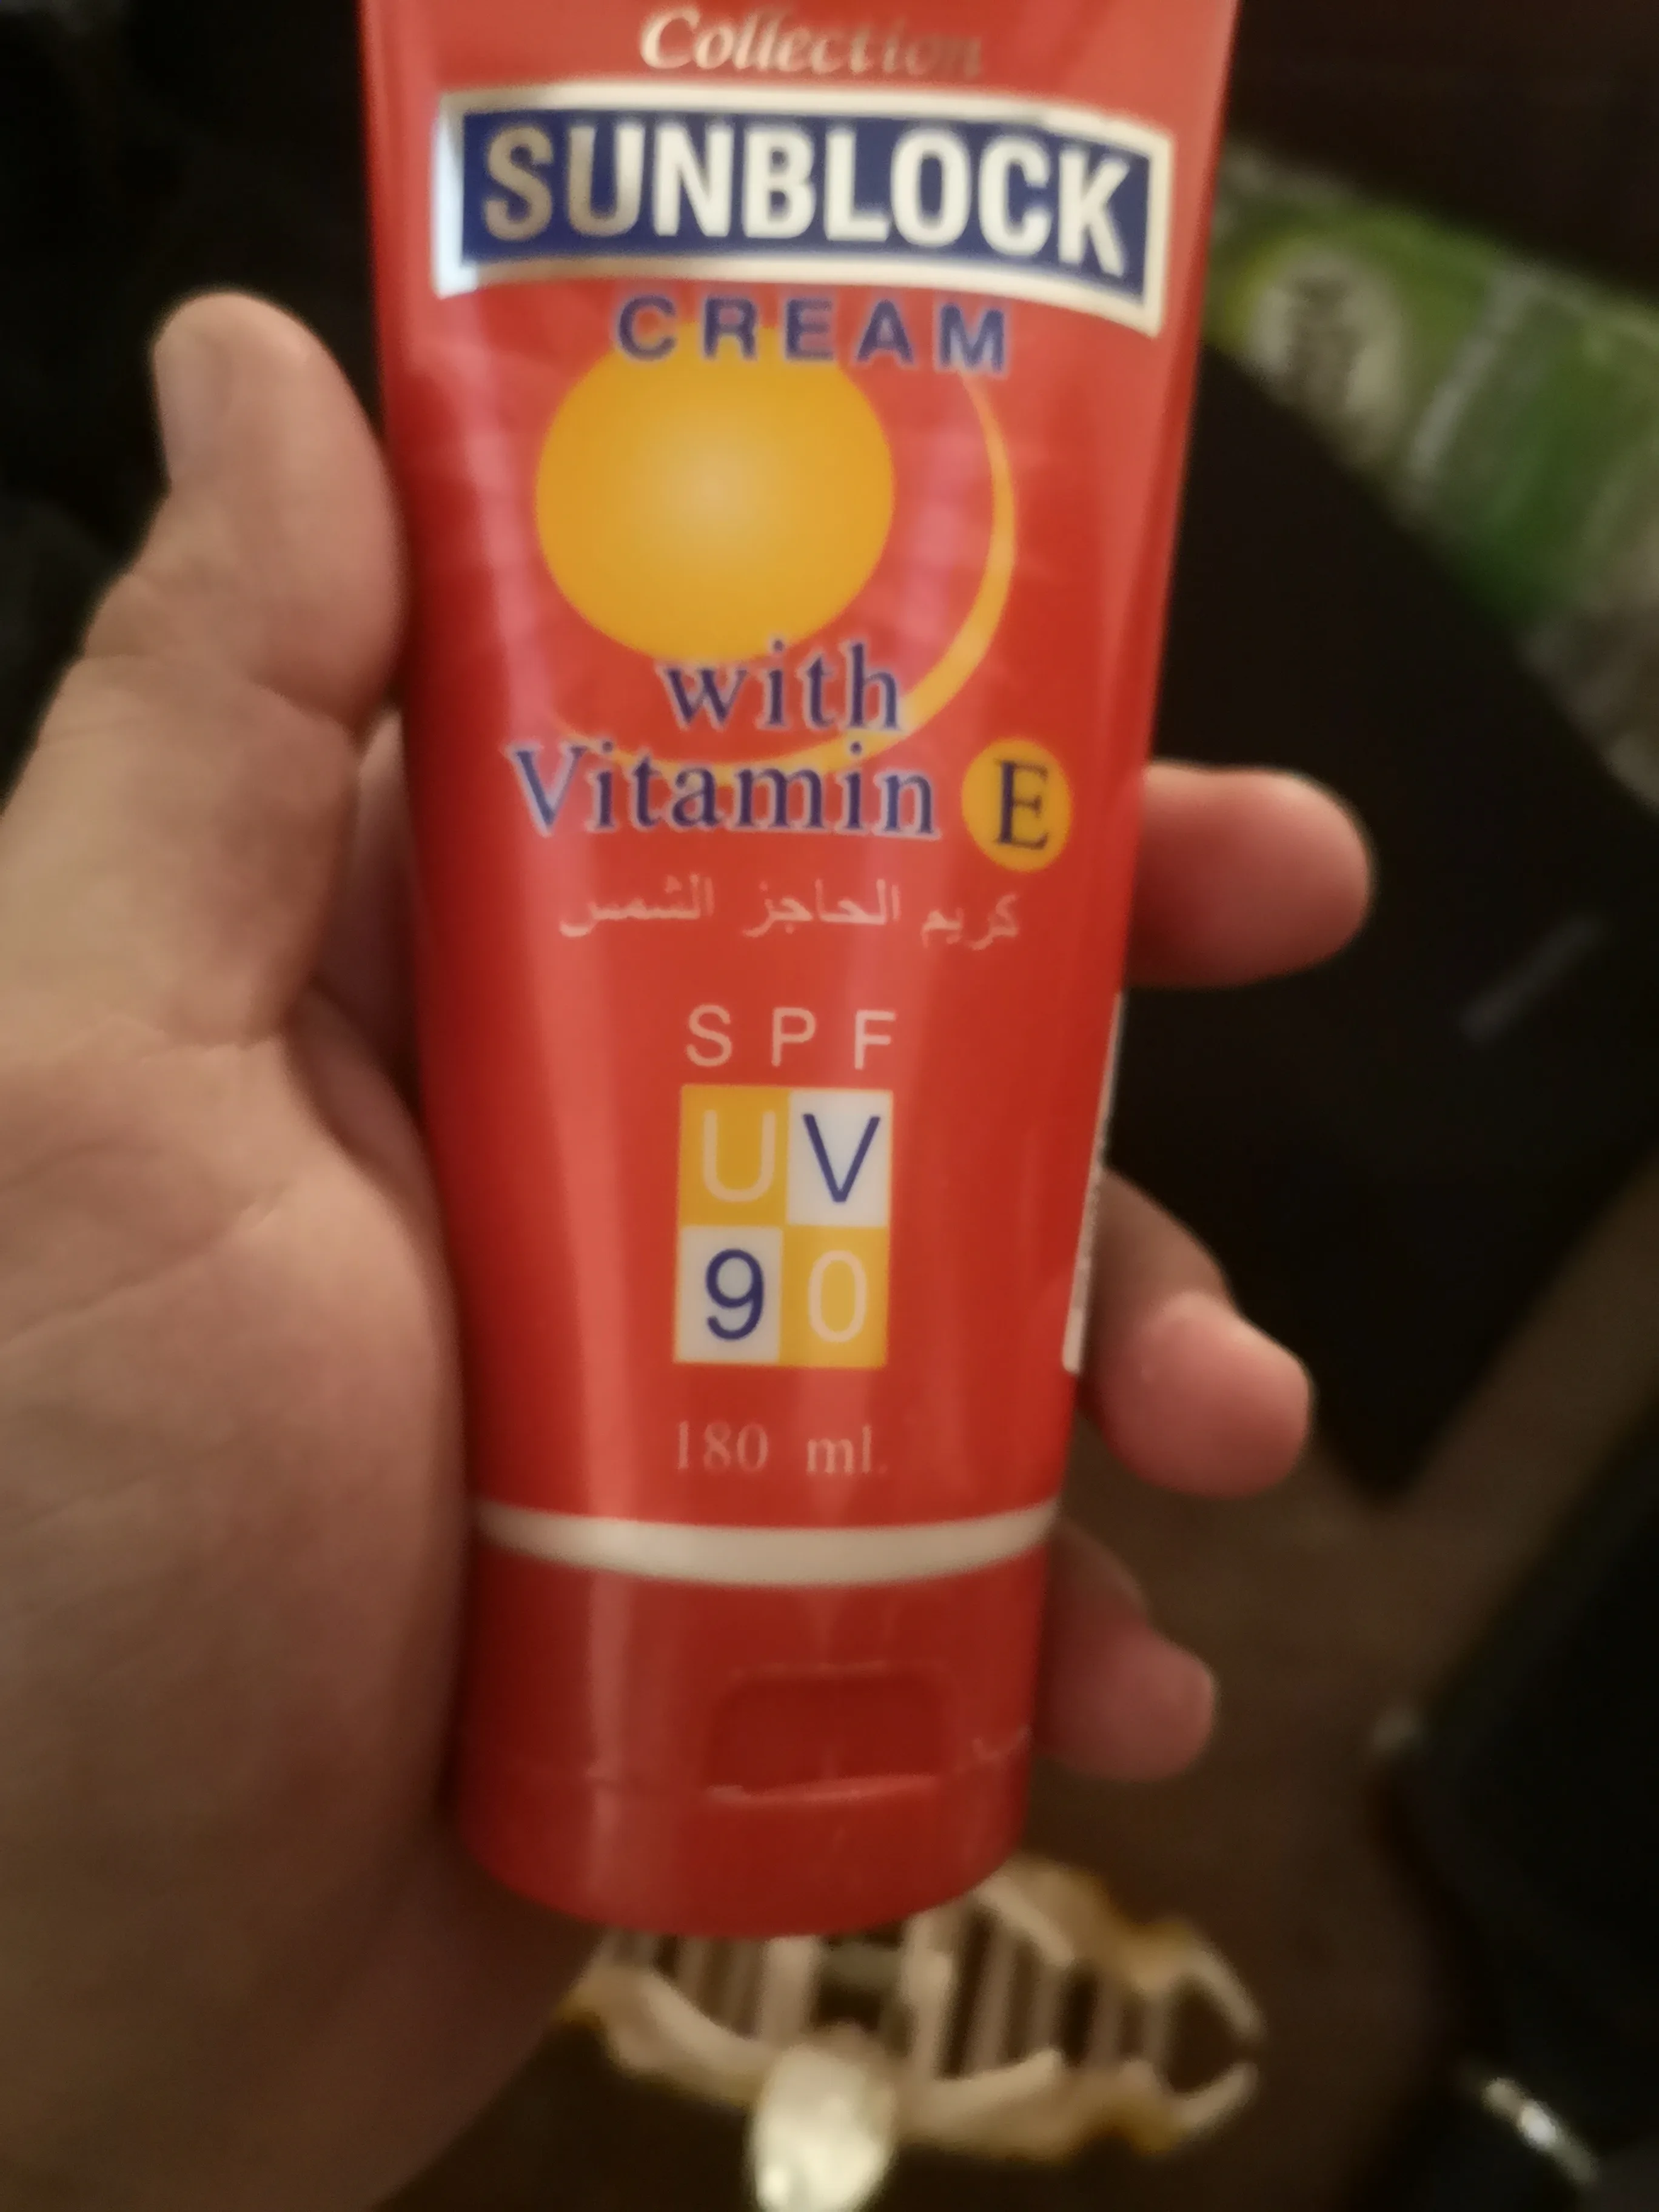 Collection
SUNBLOCK
CREAM
with
Vitamin E
كريم الحاجز الشمس
SPF
UV
90
180 ml.